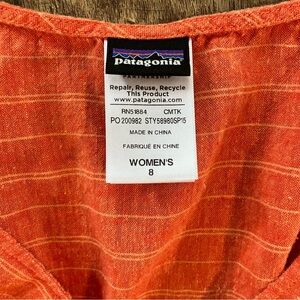 patagonia
PARTNERSHIP
Repair, Reuse, Recycle
This Product
www.patagonia.com
RN51884 CMTK
PO 200982 STY58980SP15
MADE IN CHINA
FABRIQUÉ EN CHINE
WOMEN'S
8